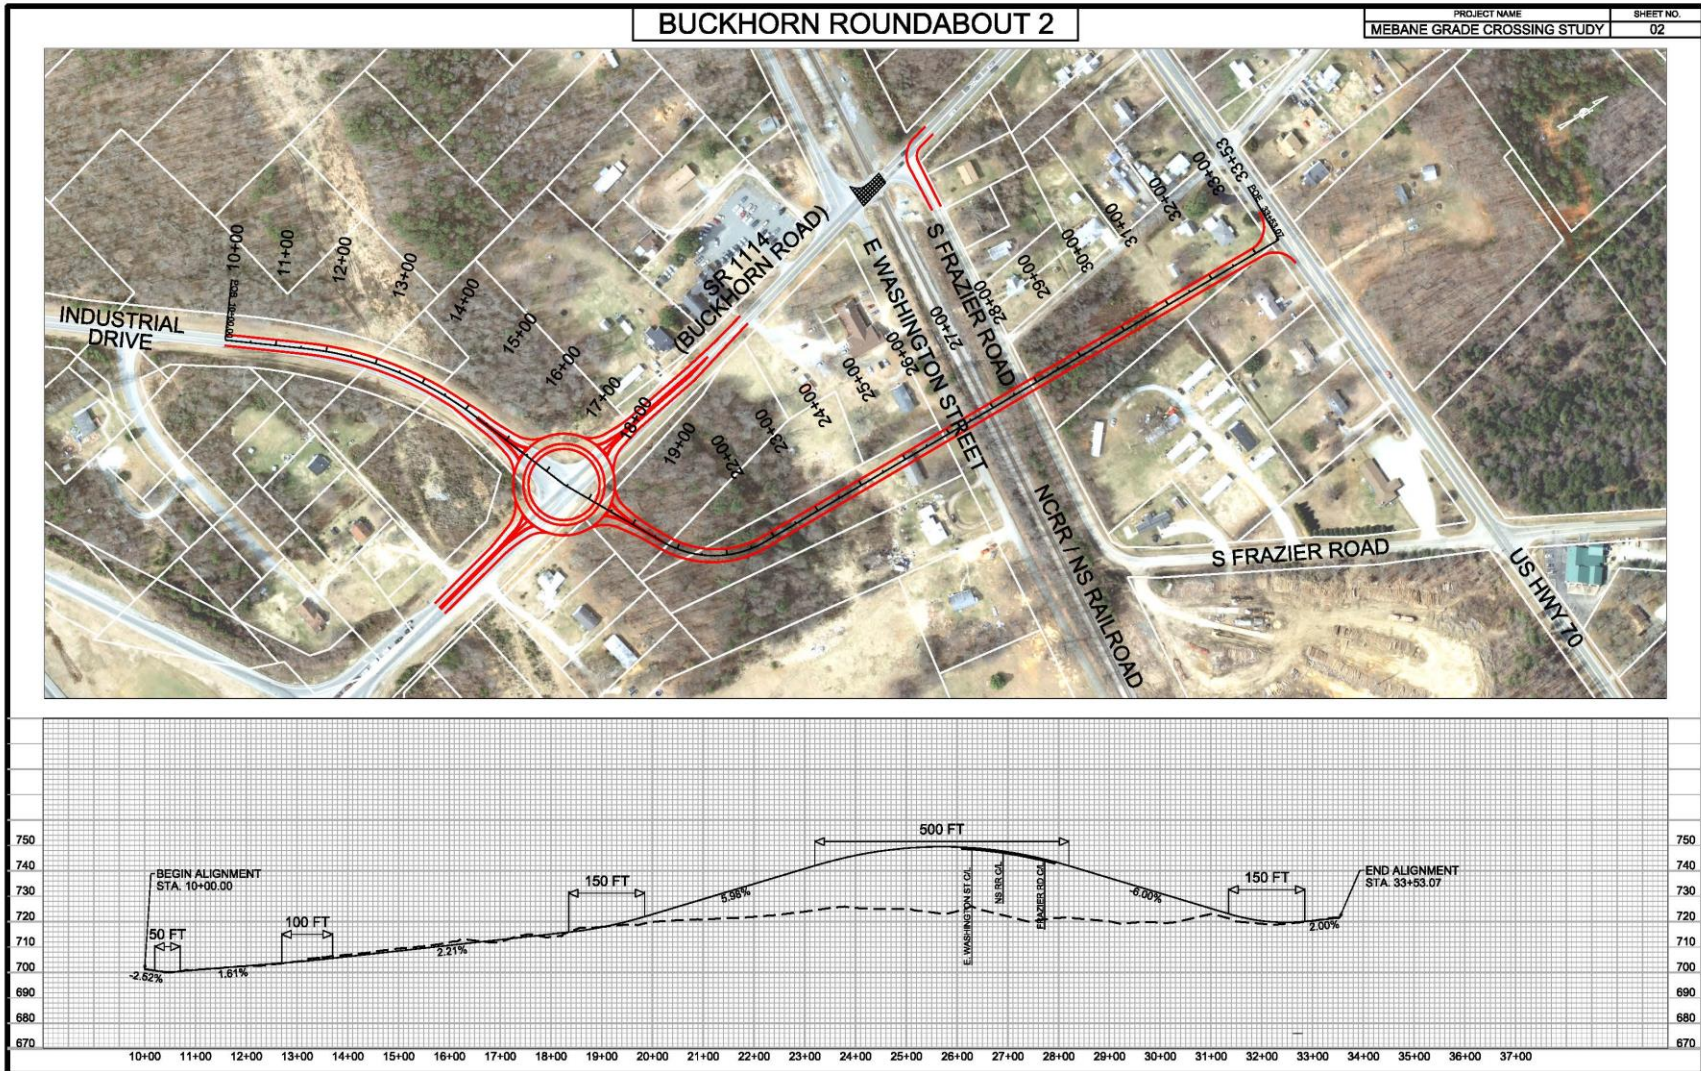 BUCKHORN ROUNDABOUT 2
PROJECT NAME
SHEET NO.
MEBANE GRADE CROSSING STUDY
02
INDUSTRIAL
DRIVE
10+00
11+00
12+00
13+00
14+00
15+00
16+00
17+00
18+00
19+00
22+00
23+00
24+00
25+00
26+00
27+00
28+00
29+00
30+00
31+00
32+00
33+00
33+53
SR 1114
(BUCKHORN ROAD)
E WASHINGTON STREET
S FRAZIER ROAD
NCRR / NS RAILROAD
S FRAZIER ROAD
US HWY 70
750
740
730
720
710
700
690
680
670
BEGIN ALIGNMENT
STA. 10+00.00
50 FT
100 FT
150 FT
500 FT
150 FT
END ALIGNMENT
STA. 33+53.07
-2.52%
1.61%
2.21%
5.98%
-6.00%
2.00%
E. WASHINGTON ST C/L
NS RR C/L
FRAZIER RD C/L
750
740
730
720
710
700
690
680
670
10+00 11+00 12+00 13+00 14+00 15+00 16+00 17+00 18+00 19+00 20+00 21+00 22+00 23+00 24+00 25+00 26+00 27+00 28+00 29+00 30+00 31+00 32+00 33+00 34+00 35+00 36+00 37+00